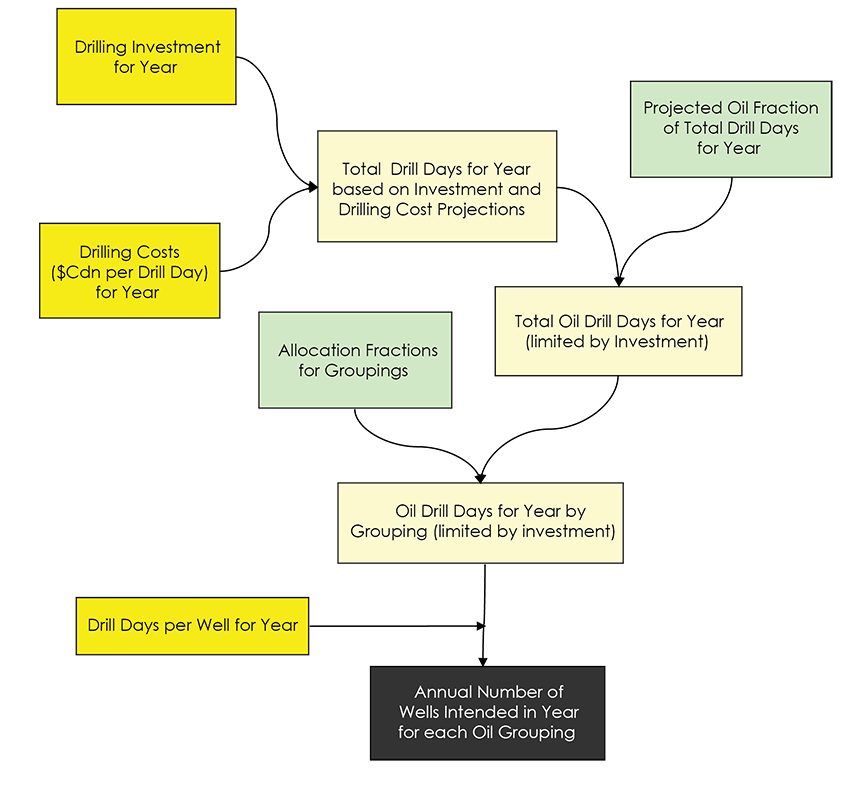 Drilling Investment
for Year
Projected Oil Fraction
of Total Drill Days
for Year
Total Drill Days for Year
based on Investment and
Drilling Cost Projections
Drilling Costs
($Cdn per Drill Day)
for Year
Total Oil Drill Days for Year
(limited by Investment)
Allocation Fractions
for Groupings
Oil Drill Days for Year by
Grouping (limited by investment)
Drill Days per Well for Year
Annual Number of
Wells Intended in Year
for each Oil Grouping